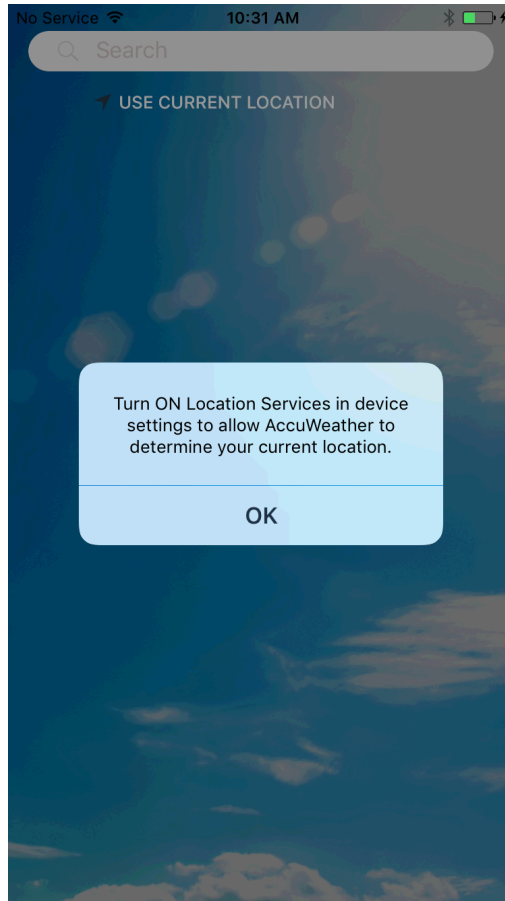 No Service 10:31 AM
Search
USE CURRENT LOCATION
Turn ON Location Services in device
settings to allow AccuWeather to
determine your current location.
OK